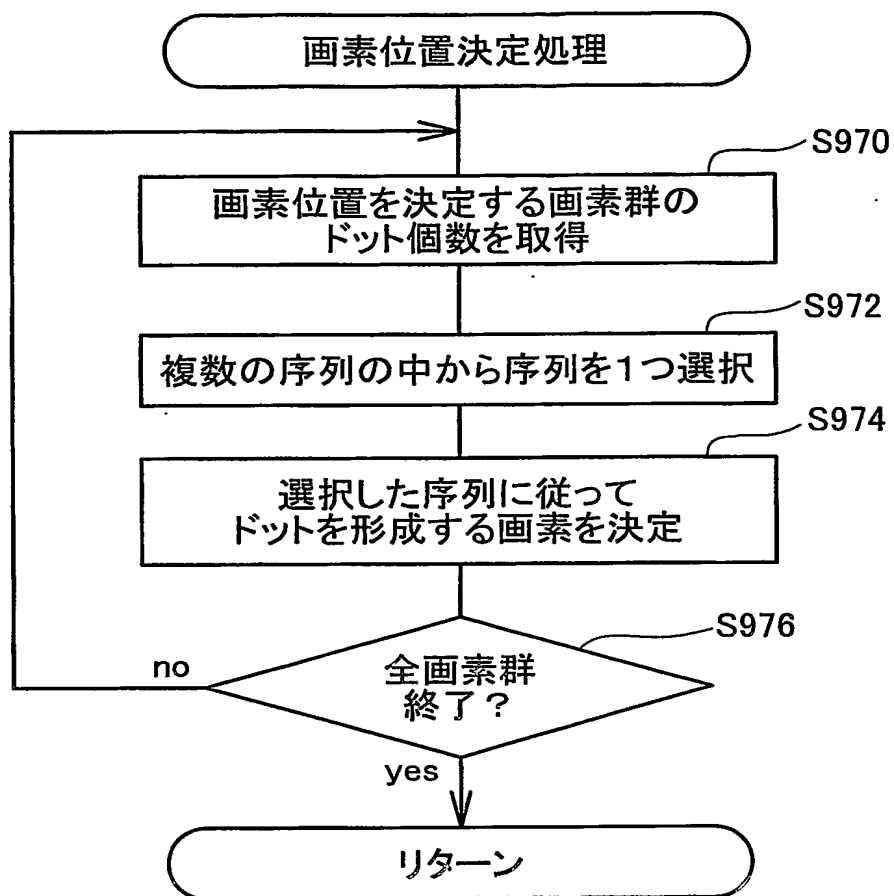 画素位置決定処理
S970
画素位置を決定する画素群の
ドット個数を取得
S972
複数の序列の中から序列を1つ選択
S974
選択した序列に従って
ドットを形成する画素を決定
S976
全画素群
終了?
no
yes
リターン